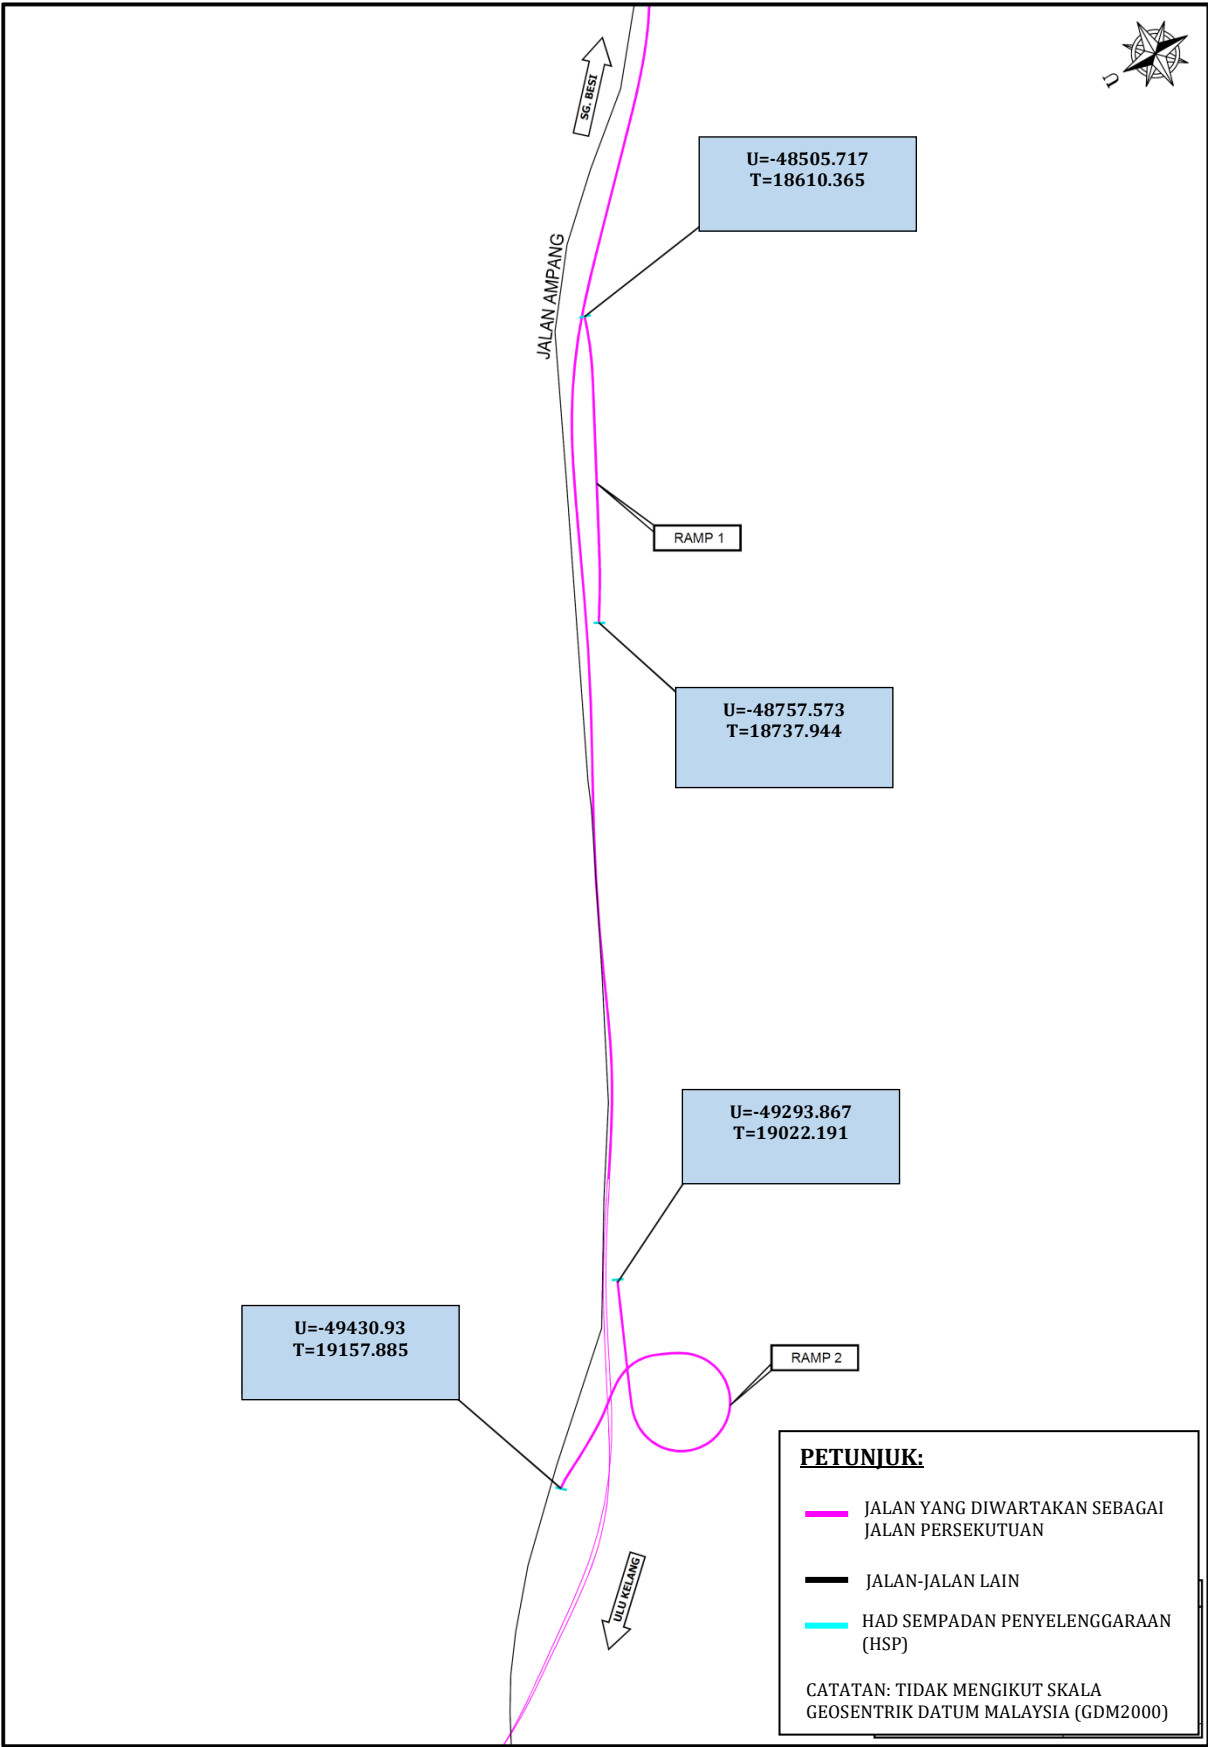 SG. BESI
U
U=-48505.717
T=18610.365
JALAN AMPANG
RAMP 1
U=-48757.573
T=18737.944
U=-49293.867
T=19022.191
U=-49430.93
T=19157.885
RAMP 2
ULU KELANG
PETUNJUK:
JALAN YANG DIWARTAKAN SEBAGAI
JALAN PERSEKUTUAN
JALAN-JALAN LAIN
HAD SEMPADAN PENYELENGGARAAN
(HSP)
CATATAN: TIDAK MENGIKUT SKALA
GEOSENTRIK DATUM MALAYSIA (GDM2000)